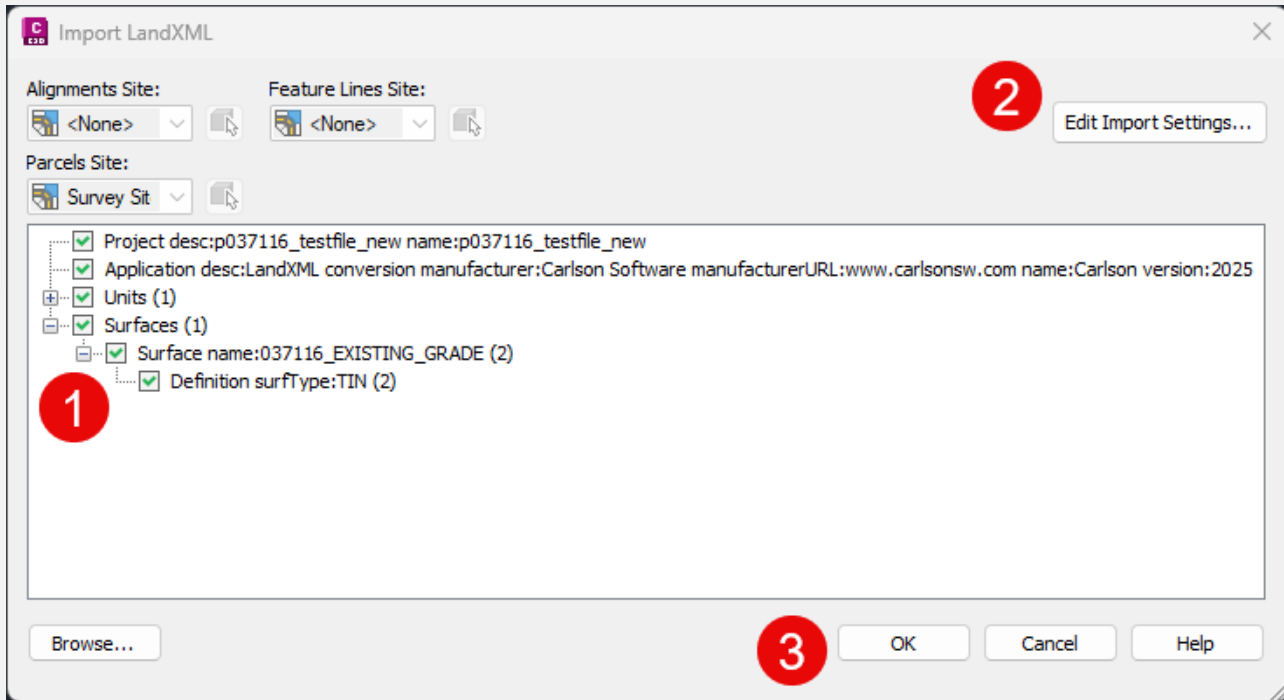 C
C3D
Import LandXML
Alignments Site:
Feature Lines Site:
<None>
<None>
2
Edit Import Settings...
Parcels Site:
Survey Sit
Project desc:p037116_testfile_new name:p037116_testfile_new
Application desc:LandXML conversion manufacturer:Carlson Software manufacturerURL:www.carlsonsw.com name:Carlson version:2025
Units (1)
Surfaces (1)
Surface name:037116_EXISTING_GRADE (2)
Definition surfType:TIN (2)
1
Browse...
3
OK
Cancel
Help